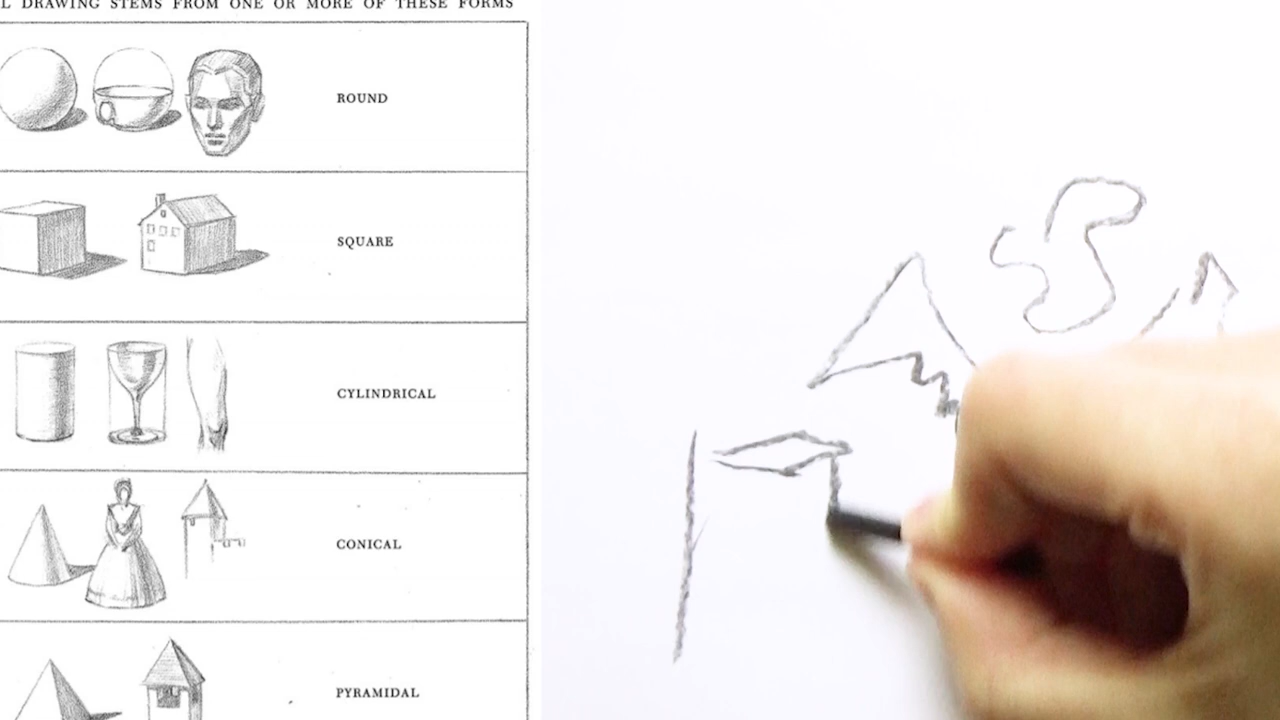 L DRAWING STEMS FROM ONE OR MORE OF THESE FORMS
ROUND
SQUARE
CYLINDRICAL
CONICAL
PYRAMIDAL